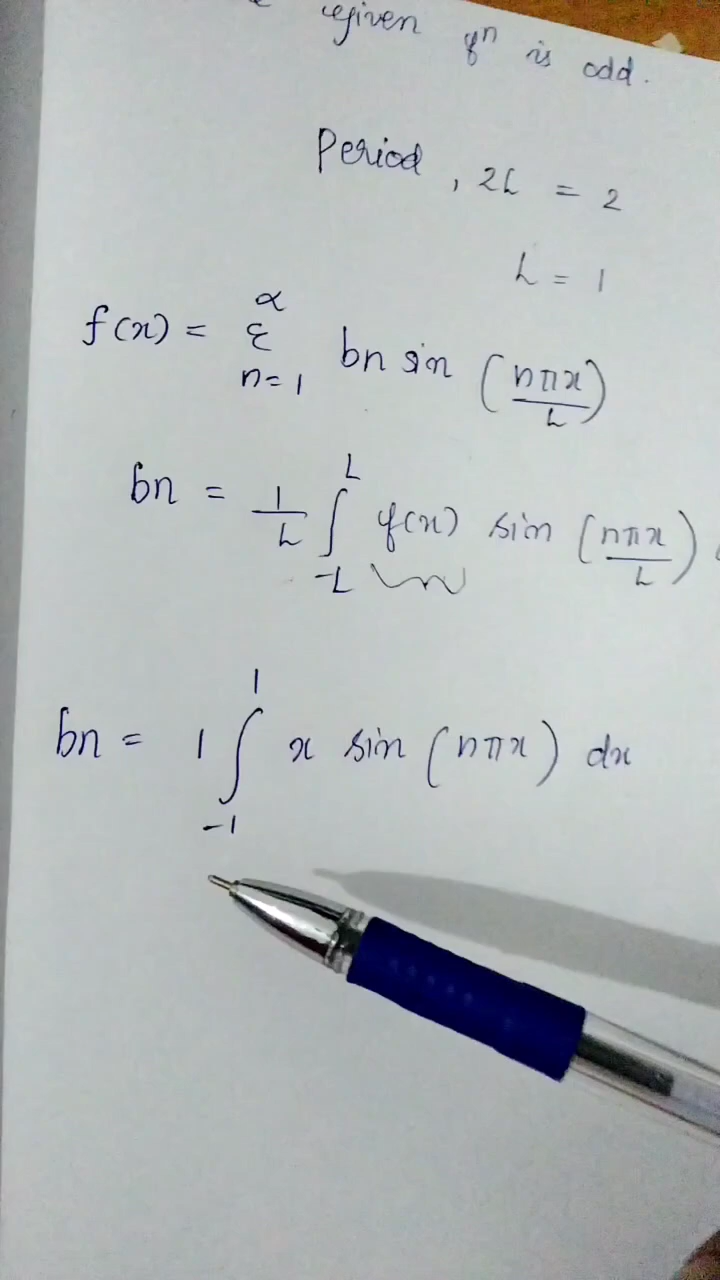 given fⁿ is odd.
Period, 2L = 2
L = 1
f(x) = Σ_{n=1}^{∝} bn sin (nπx/L)
bn = 1/L ∫_{-L}^{L} f(x) sin (nπx/L)
bn = 1 ∫_{-1}^{1} x sin (nπx) dx